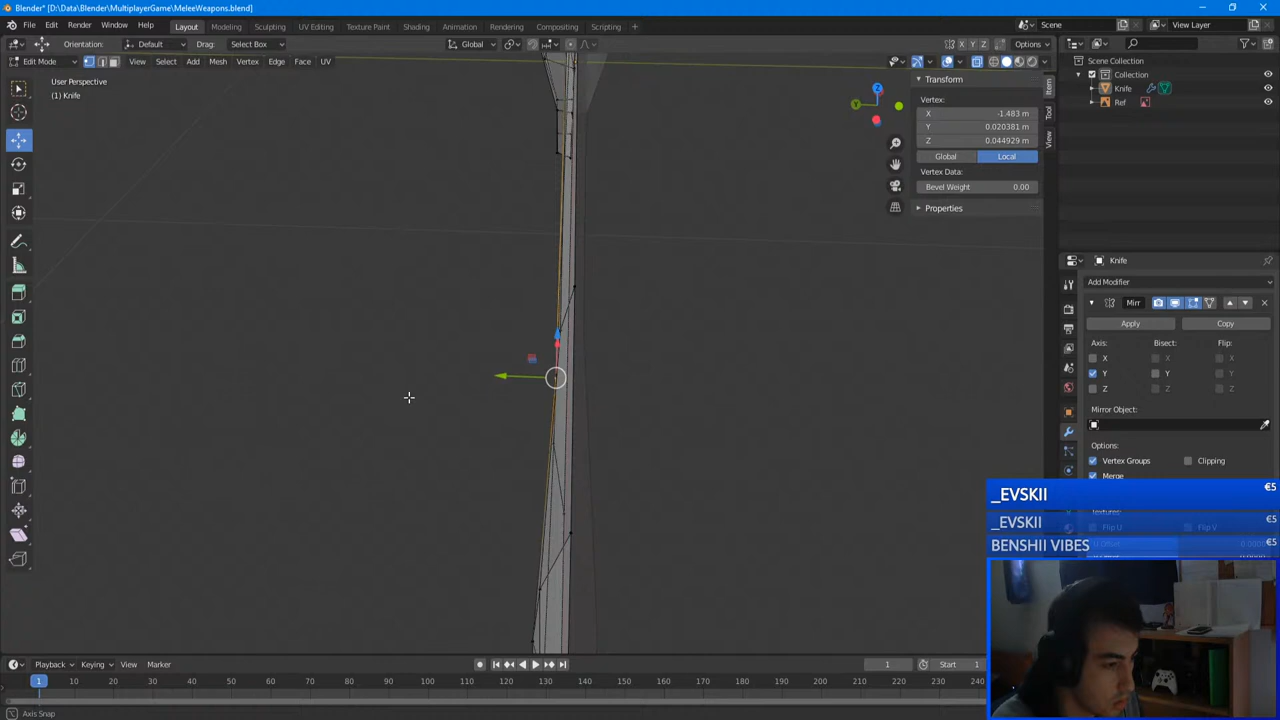 Blender* [D:\Data\Blender\MultiplayerGame\MeleeWeapons.blend]
File Edit Render Window Help
Layout Modeling Sculpting UV Editing Texture Paint Shading Animation Rendering Compositing Scripting +
Scene View Layer
Orientation: Default Drag: Select Box Global X Y Z Options
Edit Mode View Select Add Mesh Vertex Edge Face UV
User Perspective
(1) Knife
Z
Y
Transform
Vertex:
X -1.483 m
Y 0.020381 m
Z 0.044929 m
Global Local
Vertex Data:
Bevel Weight 0.00
Properties
Item
Tool
View
Scene Collection
Collection
Knife
Ref
Knife
Add Modifier
Mirr
Apply Copy
Axis: Bisect: Flip:
X X X
Y Y Y
Z Z Z
Mirror Object:
Options:
Vertex Groups Clipping
Merge
_EVSKII €5
_EVSKII €5
BENSHII VIBES €5
Playback Keying View Marker 1 Start 1
1 10 20 30 40 50 60 70 80 90 100 110 120 130 140 150 160 170 180 190 200 210 220 230 240
Axis Snap